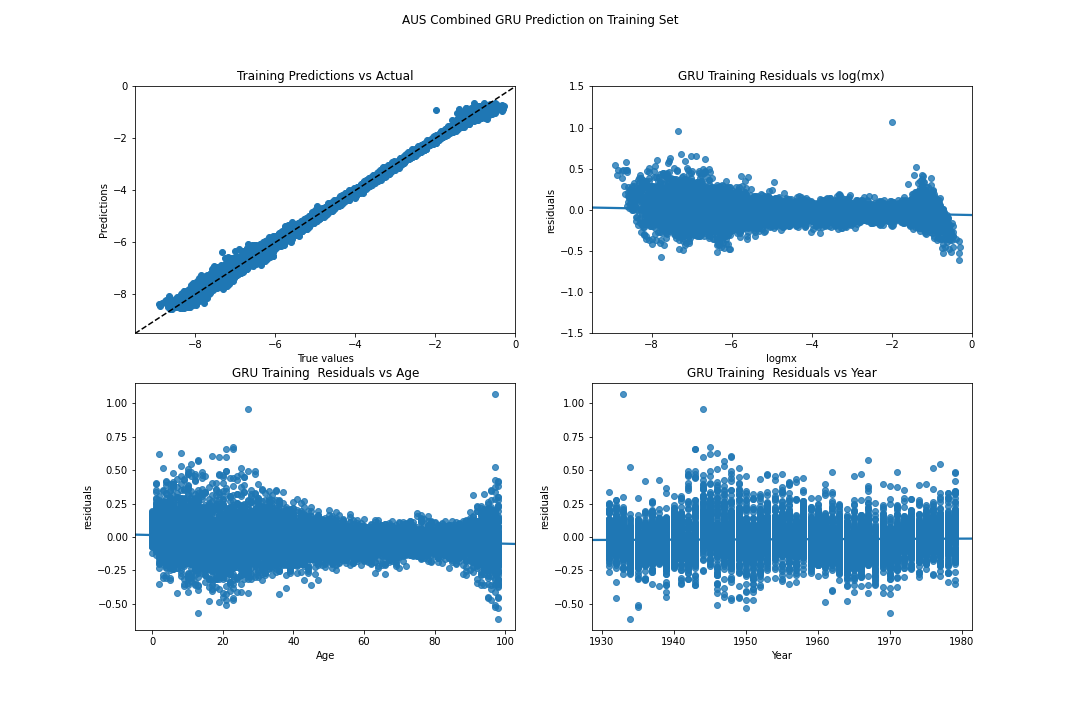 AUS Combined GRU Prediction on Training Set
Training Predictions vs Actual
0
−2
−4
−6
−8
Predictions
−8 −6 −4 −2 0
True values
GRU Training Residuals vs log(mx)
1.5
1.0
0.5
0.0
−0.5
−1.0
−1.5
residuals
−8 −6 −4 −2 0
logmx
GRU Training  Residuals vs Age
1.00
0.75
0.50
0.25
0.00
−0.25
−0.50
residuals
0 20 40 60 80 100
Age
GRU Training  Residuals vs Year
1.00
0.75
0.50
0.25
0.00
−0.25
−0.50
residuals
1930 1940 1950 1960 1970 1980
Year